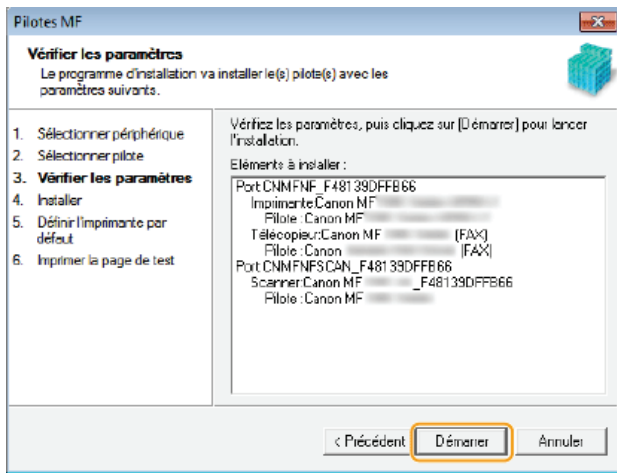 Pilotes MF
Vérifier les paramètres
Le programme d'installation va installer le(s) pilote(s) avec les
paramètres suivants.
1. Sélectionner périphérique
2. Sélectionner pilote
3. Vérifier les paramètres
4. Installer
5. Définir l'imprimante par
défaut
6. Imprimer la page de test
Vérifiez les paramètres, puis cliquez sur [Démarrer] pour lancer
l'installation.
Eléments à installer :
Port:CNMFNF_F48139DFFB66
Imprimante:Canon MF
Pilote :Canon MF
Télécopieur:Canon MF (FAX)
Pilote :Canon (FAX)
Port:CNMFNFSCAN_F48139DFFB66
Scanner:Canon MF _F48139DFFB66
Pilote :Canon MF
< Précédent
Démarrer
Annuler